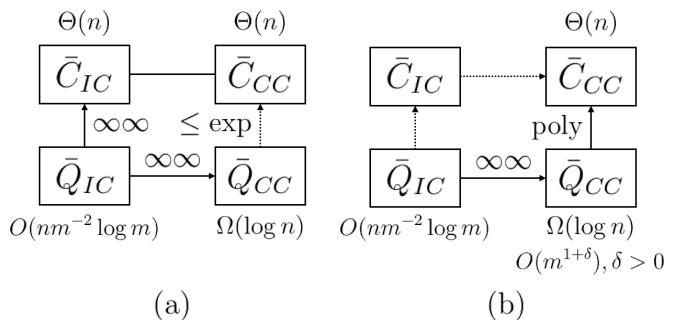 Θ(n) Θ(n) Θ(n)
C̄_IC C̄_CC C̄_IC C̄_CC
∞∞ ≤ exp poly
∞∞ ∞∞
Q̄_IC Q̄_CC Q̄_IC Q̄_CC
O(nm⁻² log m) Ω(log n) O(nm⁻² log m) Ω(log n)
O(m^{1+δ}), δ > 0
(a) (b)